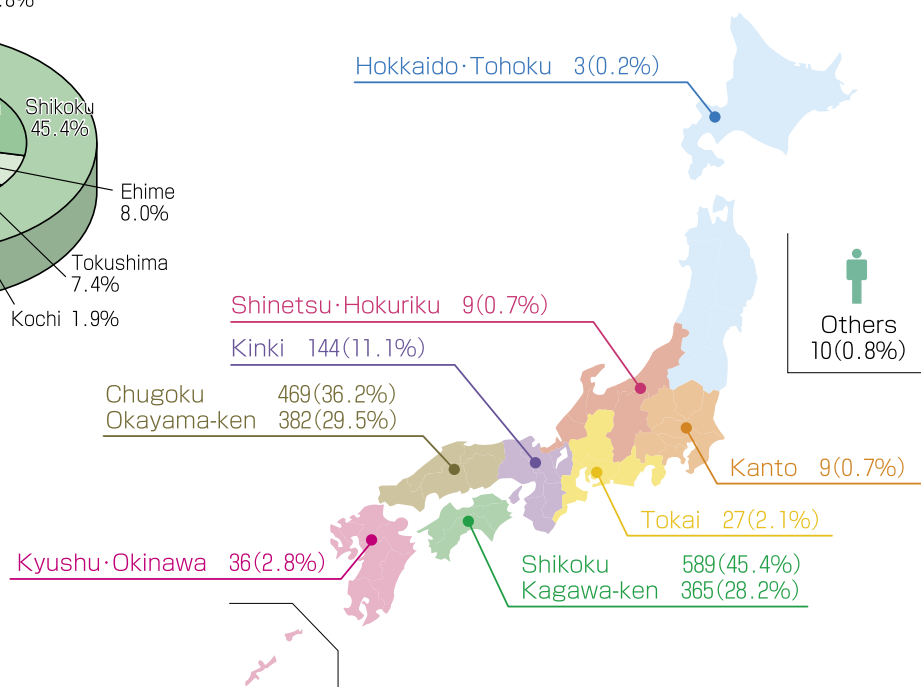 Hokkaido·Tohoku 3(0.2%)
Shikoku
45.4%
Ehime
8.0%
Tokushima
7.4%
Kochi 1.9%
Shinetsu·Hokuriku 9(0.7%)
Others
10(0.8%)
Kinki 144(11.1%)
Chugoku 469(36.2%)
Okayama-ken 382(29.5%)
Kanto 9(0.7%)
Tokai 27(2.1%)
Kyushu·Okinawa 36(2.8%)
Shikoku 589(45.4%)
Kagawa-ken 365(28.2%)